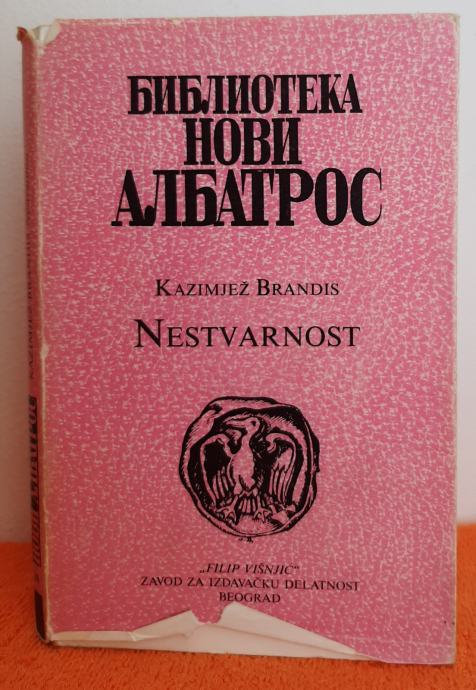 БИБЛИОТЕКА
НОВИ
АЛБАТРОС
KAZIMJEŽ BRANDIS
NESTVARNOST
„FILIP VIŠNJIĆ“
ZAVOD ZA IZDAVAČKU DELATNOST
BEOGRAD